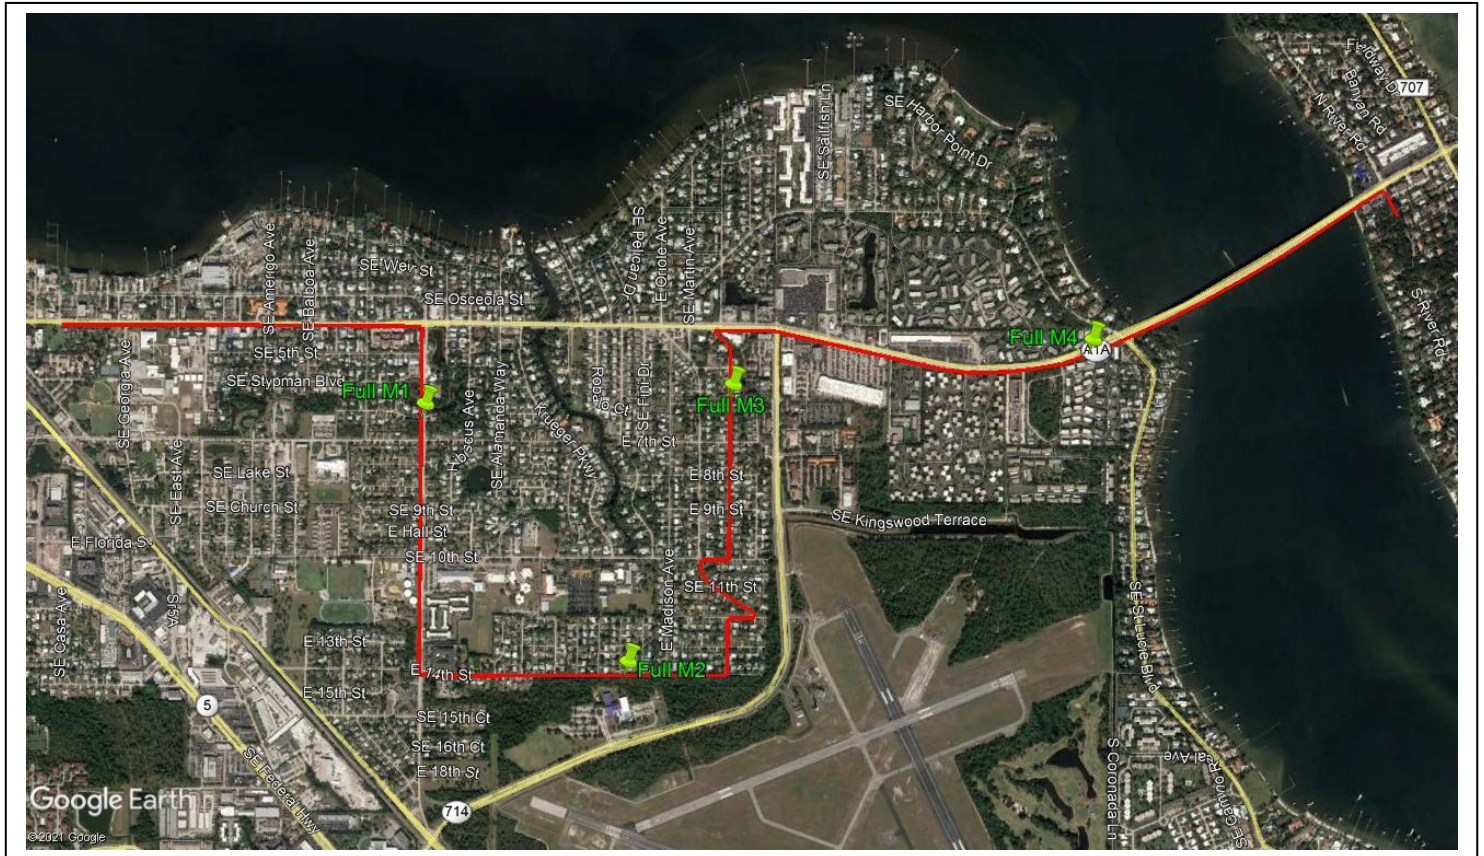 Fieldway Dr
707
Banyan Rd
N River Rd
SE Sailfish Ln
SE Harbor Point Dr
SE Pelican Dr
E Oriole Ave
SE Martin Ave
SE Amerigo Ave
SE Balboa Ave
SE Weir St
SE Osceola St
S River Rd
SE 5th St
SE Stypman Blvd
Full M1
SE Georgia Ave
Full M4
A1A
Full M3
SE Fini Dr
Ct
Hibiscus Ave
SE Alamanda Way
Krueger Pkwy
E 7th St
SE East Ave
SE Lake St
SE Church St
E 8th St
SE 9th St
E 9th St
E Hall St
SE Kingswood Terrace
E Florida St
SE 10th St
E Madison Ave
SE 11th St
SE Casa Ave
Sr5A
E 13th St
SE St Lucie Blvd
E 14th St
Full M2
E 15th St
5
SE 15th Ct
SE 16th Ct
E 18th St
SE Federal Hwy
S Coronada Ln
Real Ave
SE Camino
714
Google Earth
©2021 Google